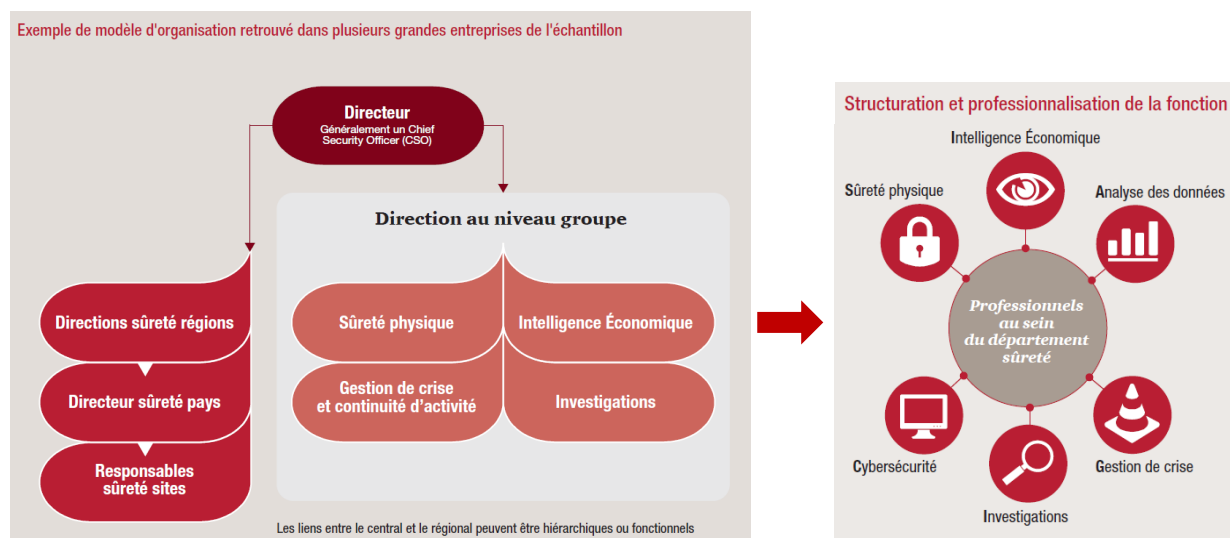 Exemple de modèle d'organisation retrouvé dans plusieurs grandes entreprises de l'échantillon
Directeur
Généralement un Chief
Security Officer (CSO)
Direction au niveau groupe
Directions sûreté régions
Directeur sûreté pays
Responsables
sûreté sites
Sûreté physique
Intelligence Économique
Gestion de crise
et continuité d'activité
Investigations
Les liens entre le central et le régional peuvent être hiérarchiques ou fonctionnels
Structuration et professionnalisation de la fonction
Intelligence Économique
Sûreté physique
Analyse des données
Professionnels
au sein
du département
sûreté
Cybersécurité
Gestion de crise
Investigations